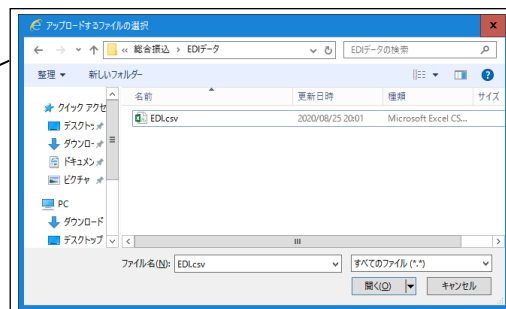 アップロードするファイルの選択
« 総合振込 › EDIデータ
EDIデータの検索
整理 新しいフォルダー
名前 更新日時 種類 サイズ
EDI.csv 2020/08/25 20:01 Microsoft Excel CS...
クイック アクセ
デスクト:
ダウンロ-
ドキュメン
ピクチャ
PC
ダウンロード
デスクトップ
ファイル名(N): EDI.csv すべてのファイル (*.*)
開く(O) キャンセル